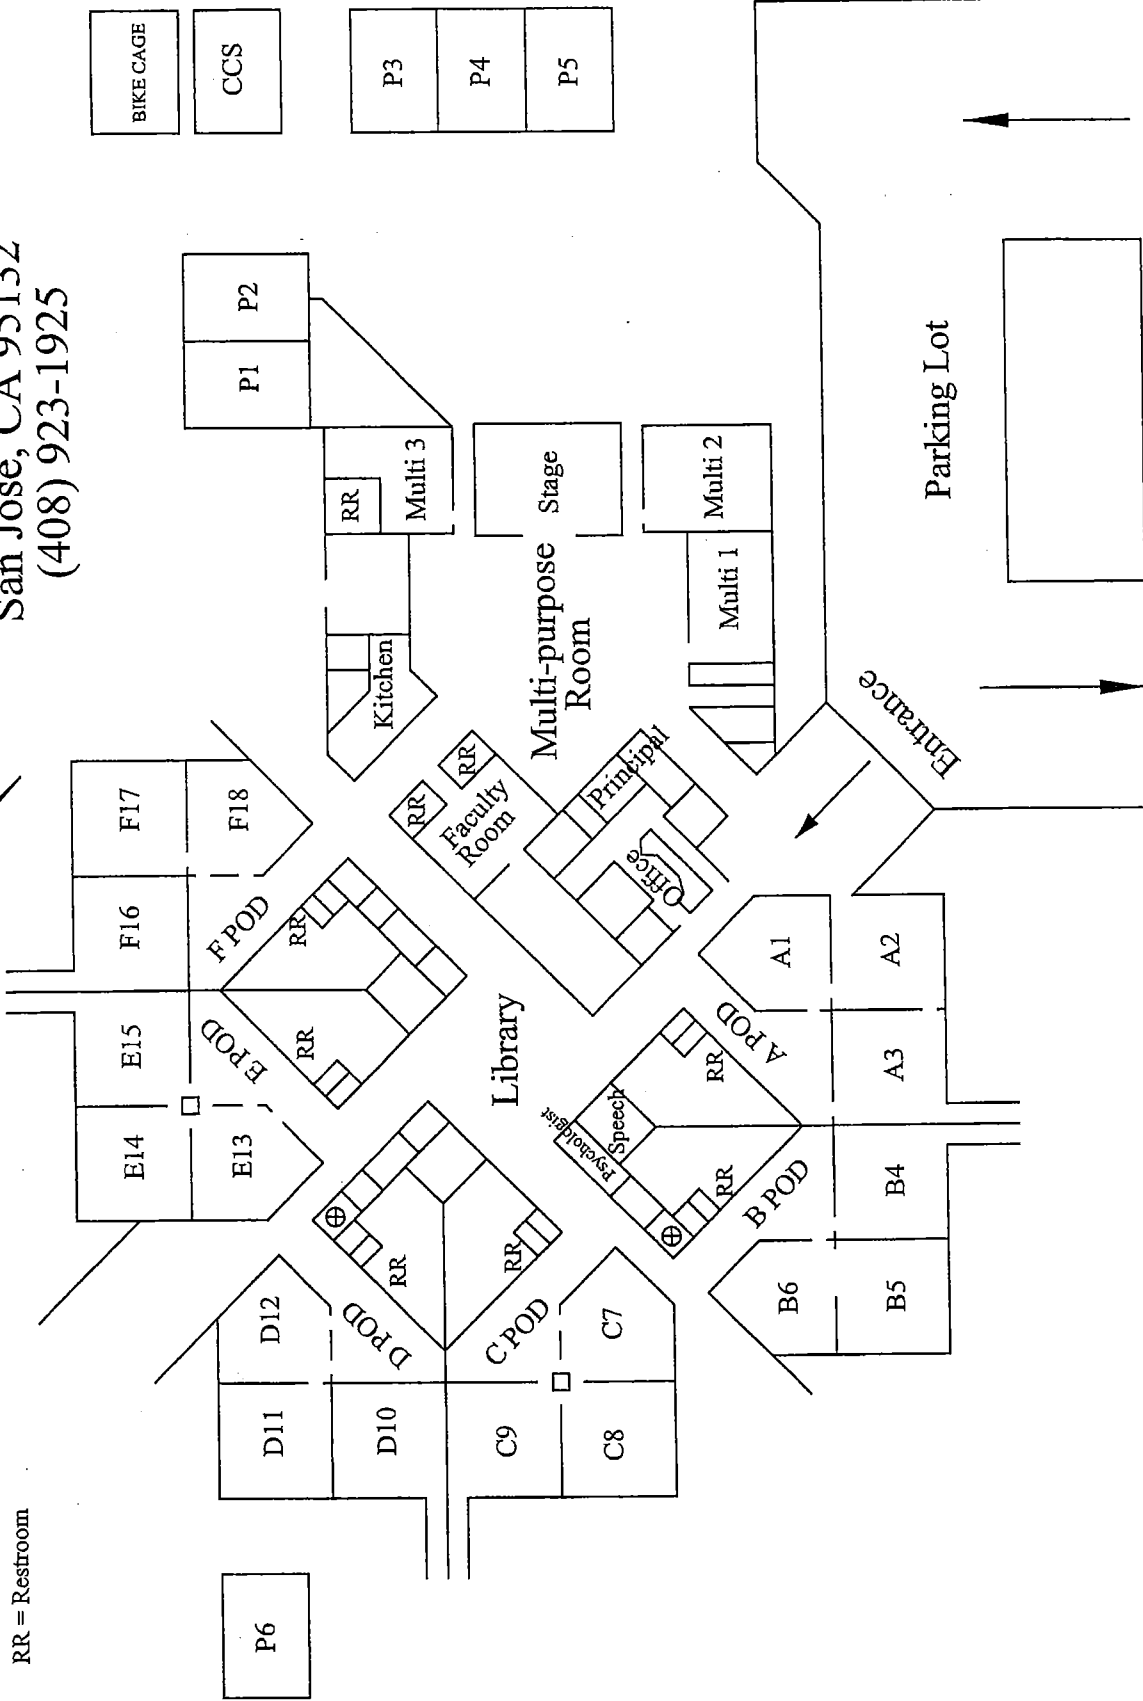 San Jose, CA 95132
(408) 923-1925
RR = Restroom
BIKE CAGE
CCS
P3
P4
P5
P1
P2
Multi 3
RR
Stage
Multi 2
Multi 1
Kitchen
Multi-purpose
Room
Parking Lot
Entrance
RR
RR
Faculty
Room
Principal
Office
F17
F18
F16
F POD
RR
E15
E POD
RR
E14
E13
Library
A1
A2
A3
A POD
RR
Speech
Psychologist
RR
B POD
B4
B5
B6
D12
D11
D10
D POD
RR
RR
C POD
C7
C8
C9
P6